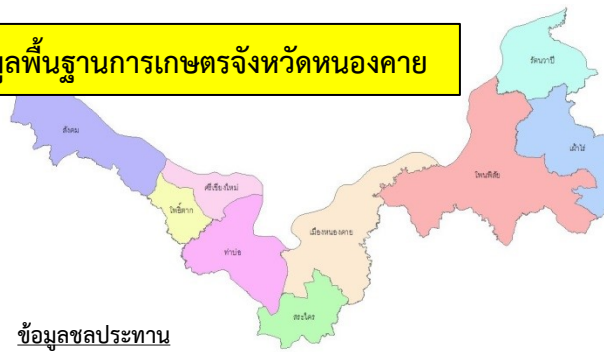 มูลพื้นฐานการเกษตรจังหวัดหนองคาย
รัตนวาปี
สังคม
เฝ้าไร่
ศรีเชียงใหม่
โพนพิสัย
โพธิ์ตาก
เมืองหนองคาย
ท่าบ่อ
สระใคร
ข้อมูลชลประทาน